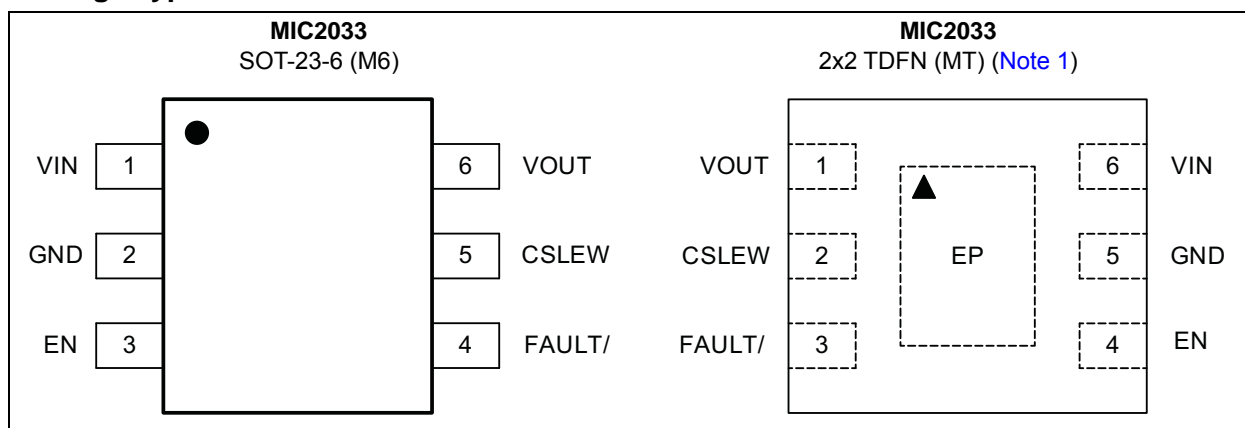 MIC2033
SOT-23-6 (M6)
VIN 1 6 VOUT
GND 2 5 CSLEW
EN 3 4 FAULT/
MIC2033
2x2 TDFN (MT) (Note 1)
VOUT 1 6 VIN
CSLEW 2 EP 5 GND
FAULT/ 3 4 EN